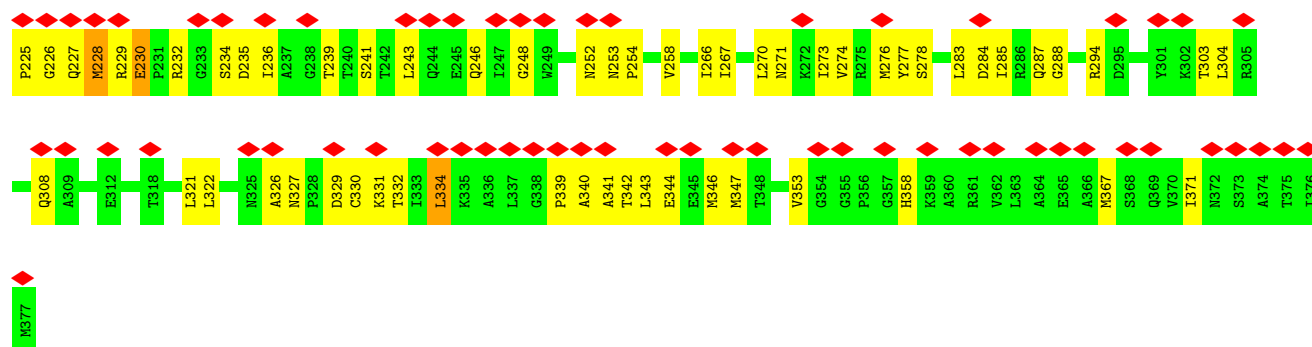 P225 G226 Q227 M228 R229 E230 P231 R232 G233 S234 D235 I236 A237 G238 T239 T240 S241 T242 L243 Q244 E245 Q246 I247 G248 W249 N252 N253 P254 V258 I266 I267 L270 N271 K272 I273 V274 R275 M276 Y277 S278 L283 D284 I285 R286 Q287 G288 R294 D295 Y301 K302 T303 L304 R305
Q308 A309 E312 T318 L321 L322 N325 A326 N327 P328 D329 C330 K331 T332 I333 L334 K335 A336 L337 G338 P339 A340 A341 T342 L343 E344 E345 M346 M347 T348 V353 G354 G355 P356 G357 H358 K359 A360 R361 V362 L363 A364 E365 A366 M367 S368 Q369 V370 I371 N372 S373 A374 T375 I376
M377